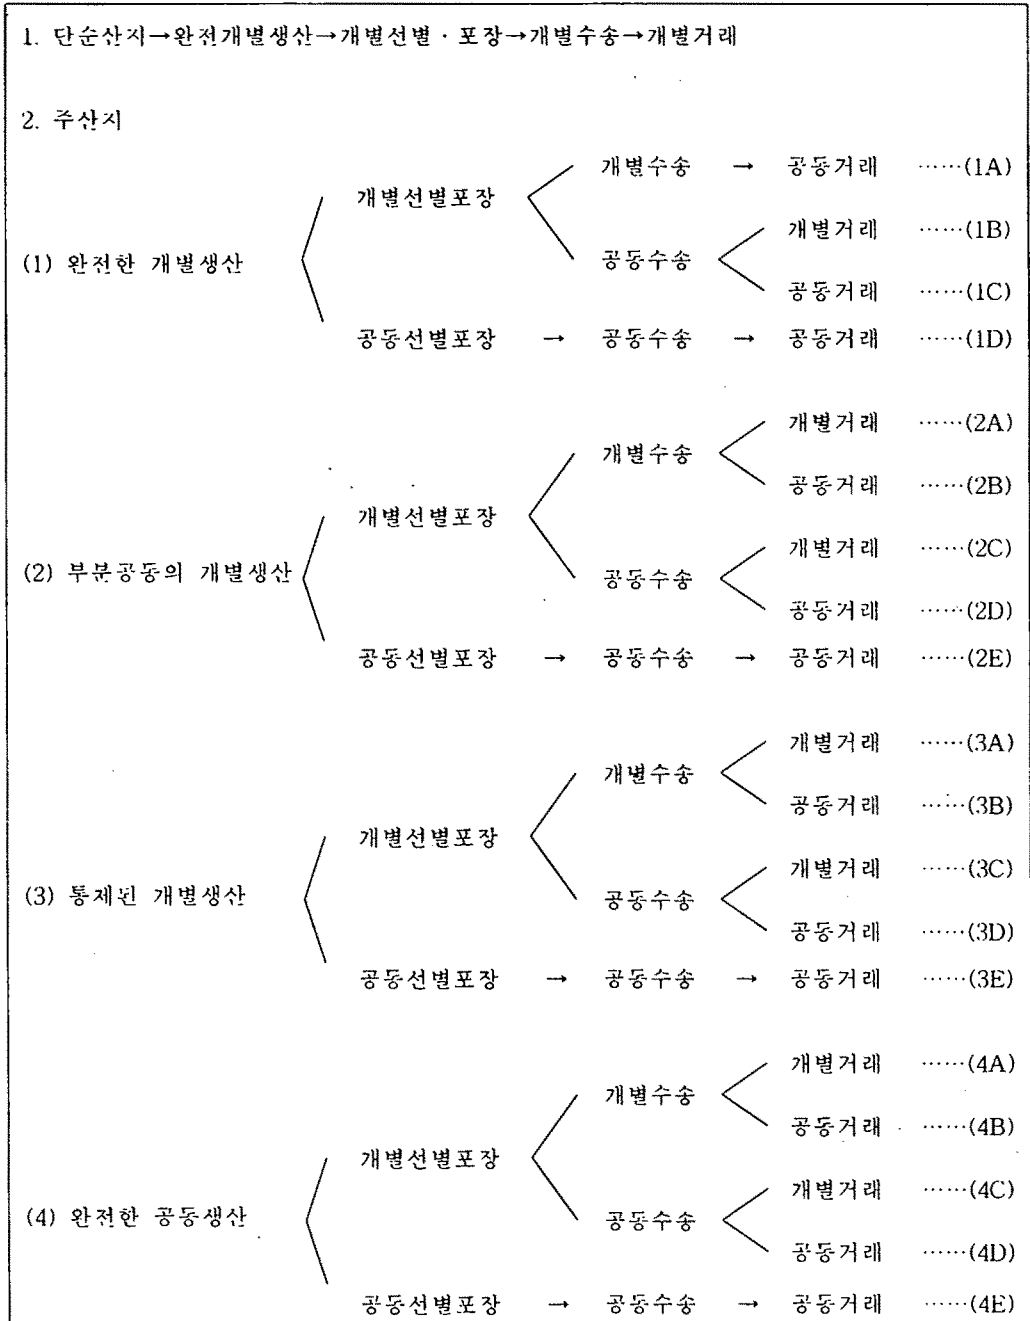 1. 단순산지→완전개별생산→개별선별·포장→개별수송→개별거래
2. 주산지
개별수송 → 공동거래 ……(1A)
개별선별포장
개별거래 ……(1B)
(1) 완전한 개별생산
공동수송
공동거래 ……(1C)
공동선별포장 → 공동수송 → 공동거래 ……(1D)
개별거래 ……(2A)
개별수송
공동거래 ……(2B)
개별선별포장
개별거래 ……(2C)
(2) 부분공동의 개별생산
공동수송
공동거래 ……(2D)
공동선별포장 → 공동수송 → 공동거래 ……(2E)
개별거래 ……(3A)
개별수송
공동거래 ……(3B)
개별선별포장
개별거래 ……(3C)
(3) 통제된 개별생산
공동수송
공동거래 ……(3D)
공동선별포장 → 공동수송 → 공동거래 ……(3E)
개별거래 ……(4A)
개별수송
공동거래 ……(4B)
개별선별포장
개별거래 ……(4C)
(4) 완전한 공동생산
공동수송
공동거래 ……(4D)
공동선별포장 → 공동수송 → 공동거래 ……(4E)